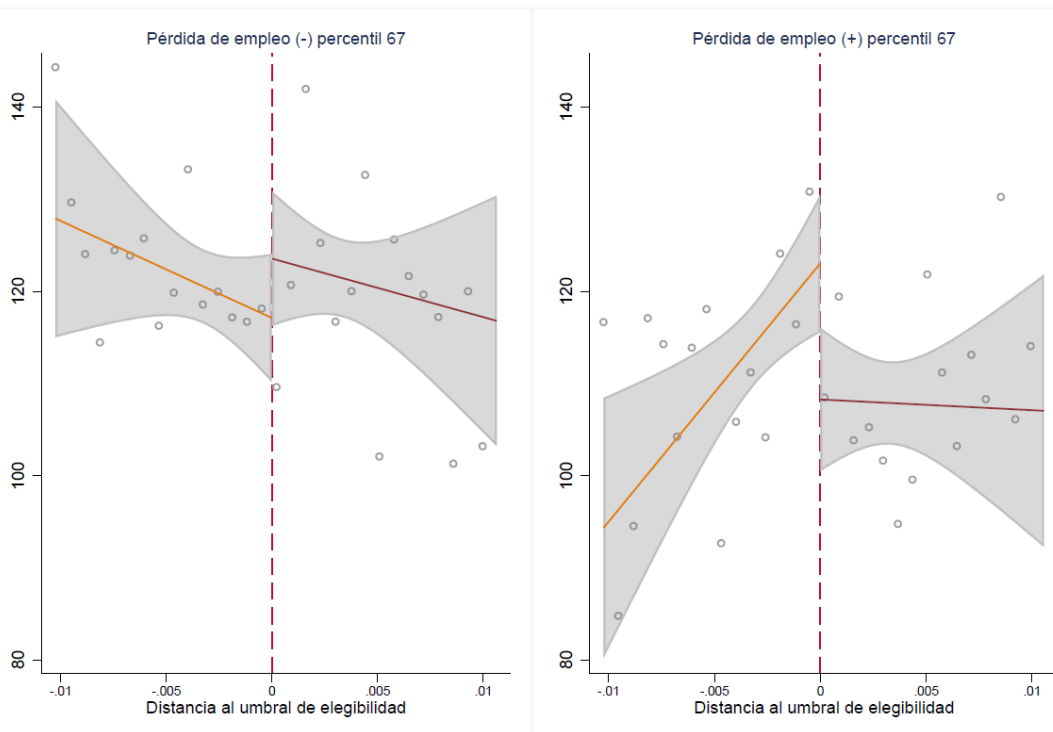 Pérdida de empleo (-) percentil 67
140
120
100
80
-.01 -.005 0 .005 .01
Distancia al umbral de elegibilidad
Pérdida de empleo (+) percentil 67
140
120
100
80
-.01 -.005 0 .005 .01
Distancia al umbral de elegibilidad